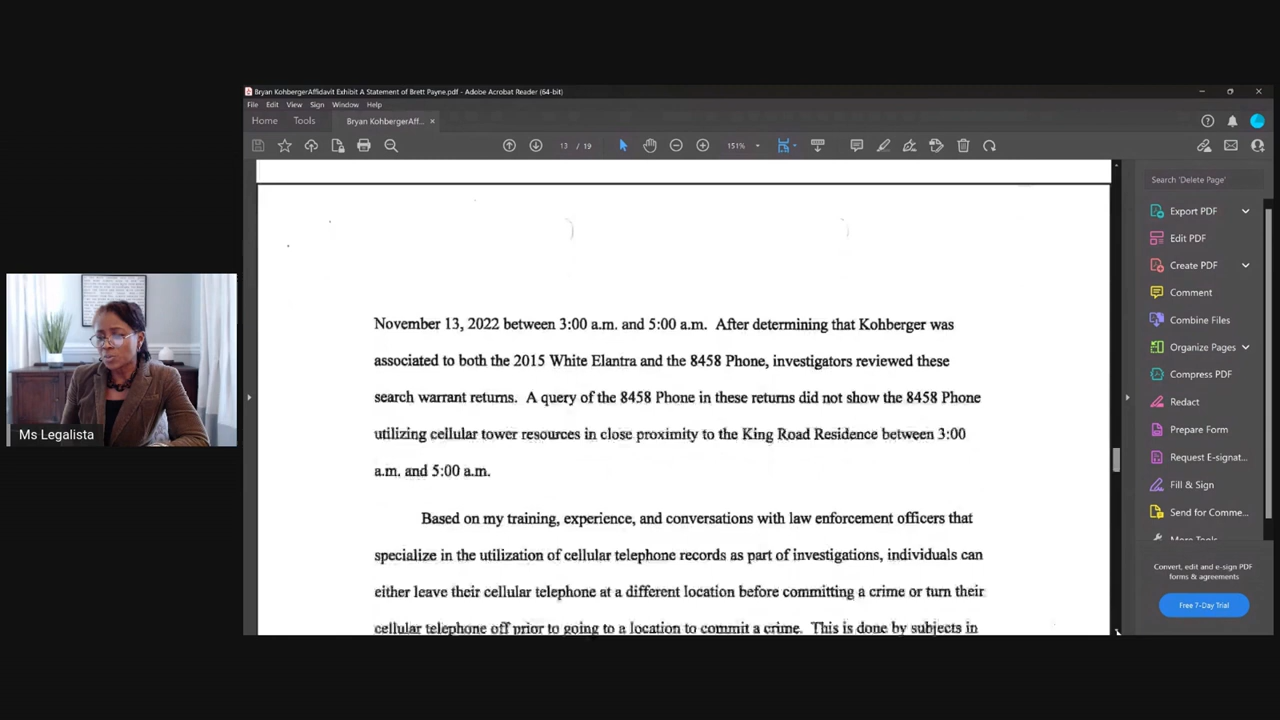 Bryan KohbergerAffidavit Exhibit A Statement of Brett Payne.pdf - Adobe Acrobat Reader (64-bit)
File Edit View Sign Window Help
Home Tools Bryan KohbergerAff...
13 / 19 151%
November 13, 2022 between 3:00 a.m. and 5:00 a.m. After determining that Kohberger was
associated to both the 2015 White Elantra and the 8458 Phone, investigators reviewed these
search warrant returns. A query of the 8458 Phone in these returns did not show the 8458 Phone
utilizing cellular tower resources in close proximity to the King Road Residence between 3:00
a.m. and 5:00 a.m.
Based on my training, experience, and conversations with law enforcement officers that
specialize in the utilization of cellular telephone records as part of investigations, individuals can
either leave their cellular telephone at a different location before committing a crime or turn their
cellular telephone off prior to going to a location to commit a crime. This is done by subjects in
Search 'Delete Page'
Export PDF
Edit PDF
Create PDF
Comment
Combine Files
Organize Pages
Compress PDF
Redact
Prepare Form
Request E-signat...
Fill & Sign
Send for Comme...
More Tools
Convert, edit and e-sign PDF
forms & agreements
Free 7-Day Trial
Ms Legalista